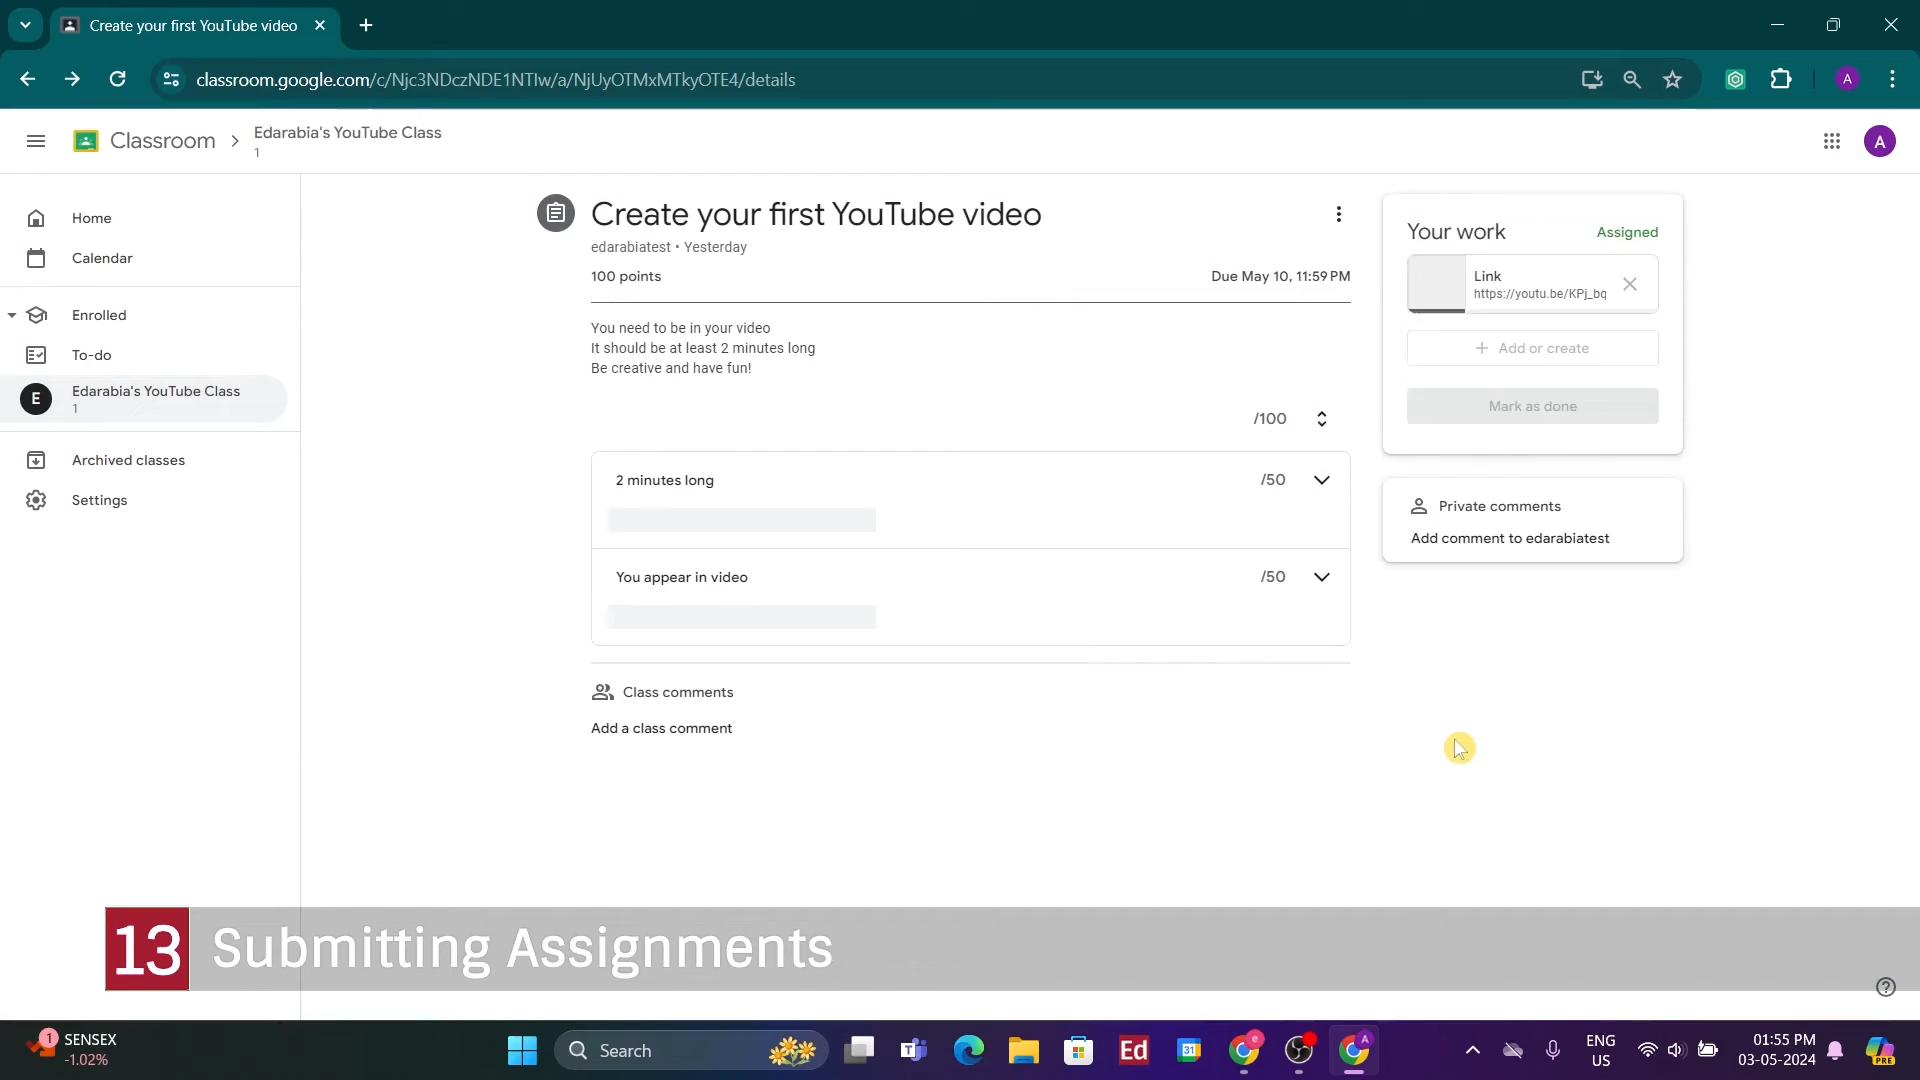 Create your first YouTube video
classroom.google.com/c/Njc3NDczNDE1NTIw/a/NjUyOTMxMTkyOTE4/details
A
Classroom
Edarabia's YouTube Class
1
A
Home
Calendar
Enrolled
To-do
E
Edarabia's YouTube Class
1
Archived classes
Settings
Create your first YouTube video
edarabiatest • Yesterday
100 points
Due May 10, 11:59 PM
You need to be in your video
It should be at least 2 minutes long
Be creative and have fun!
/100
2 minutes long
/50
You appear in video
/50
Class comments
Add a class comment
Your work
Assigned
Link
https://youtu.be/KPj_bq
Add or create
Mark as done
Private comments
Add comment to edarabiatest
13 Submitting Assignments
1
SENSEX
-1.02%
Search
Ed
31
e
A
ENG
US
01:55 PM
03-05-2024
PRE